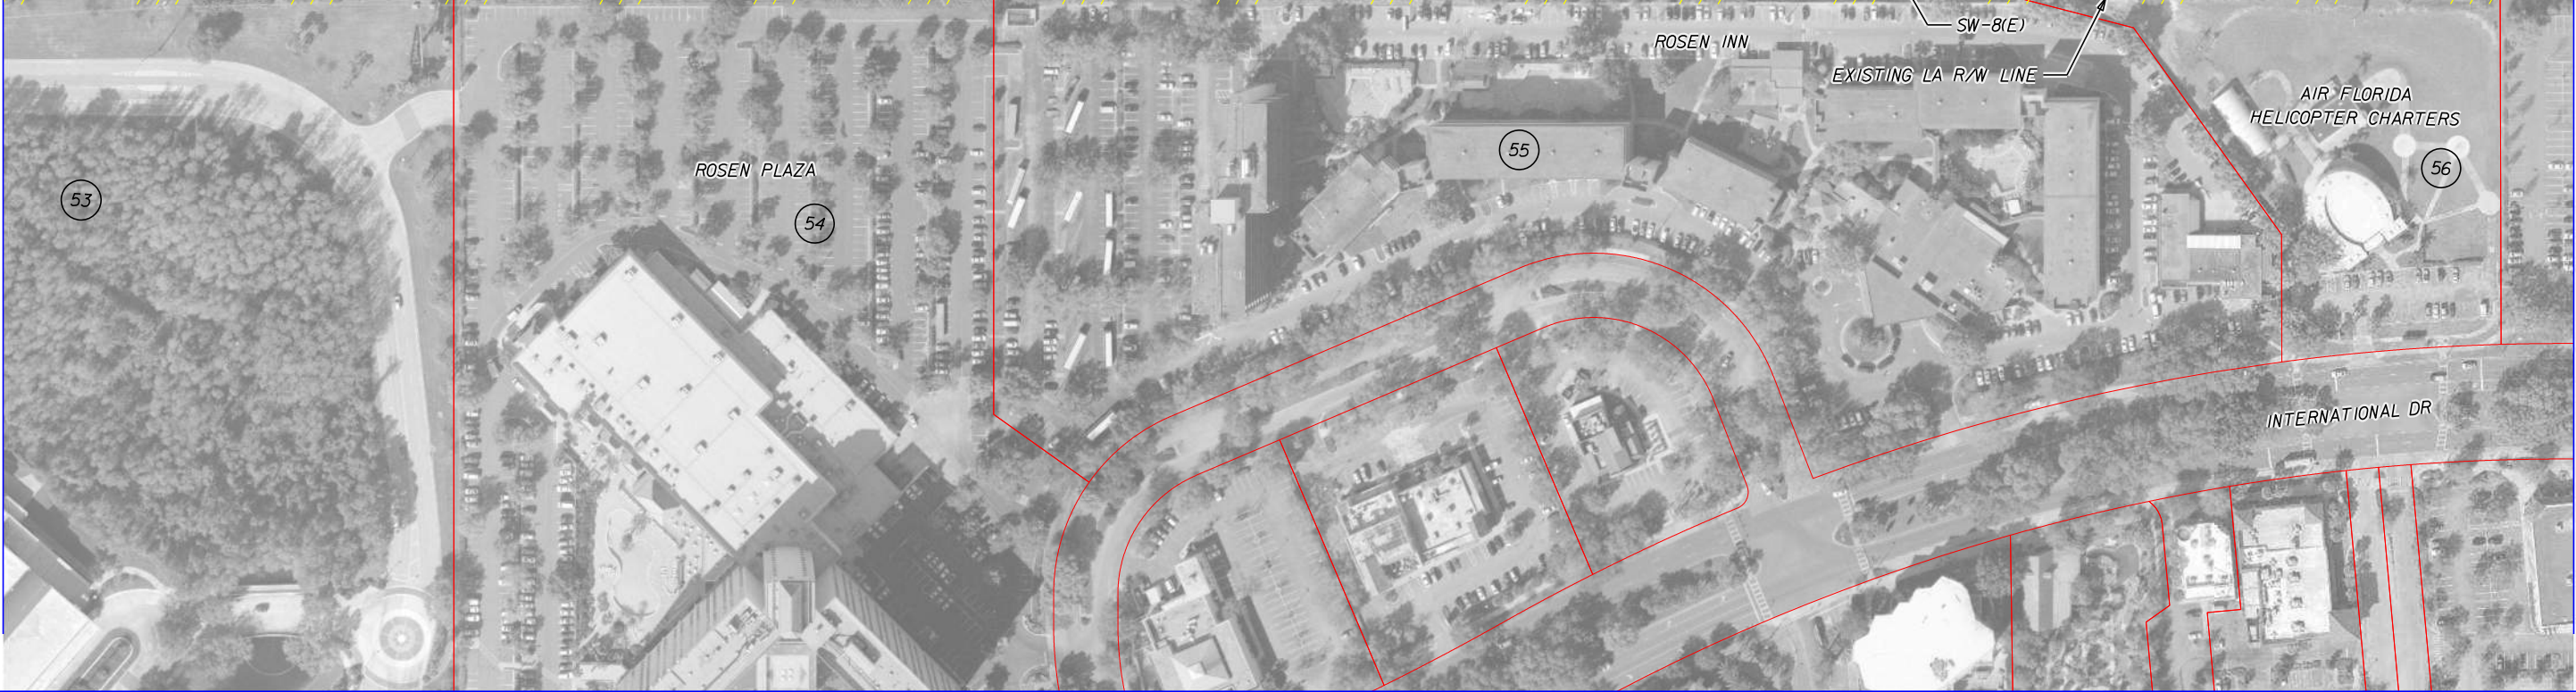 SW-8(E)
ROSEN INN
EXISTING LA R/W LINE
AIR FLORIDA
HELICOPTER CHARTERS
55
56
ROSEN PLAZA
53
54
INTERNATIONAL DR